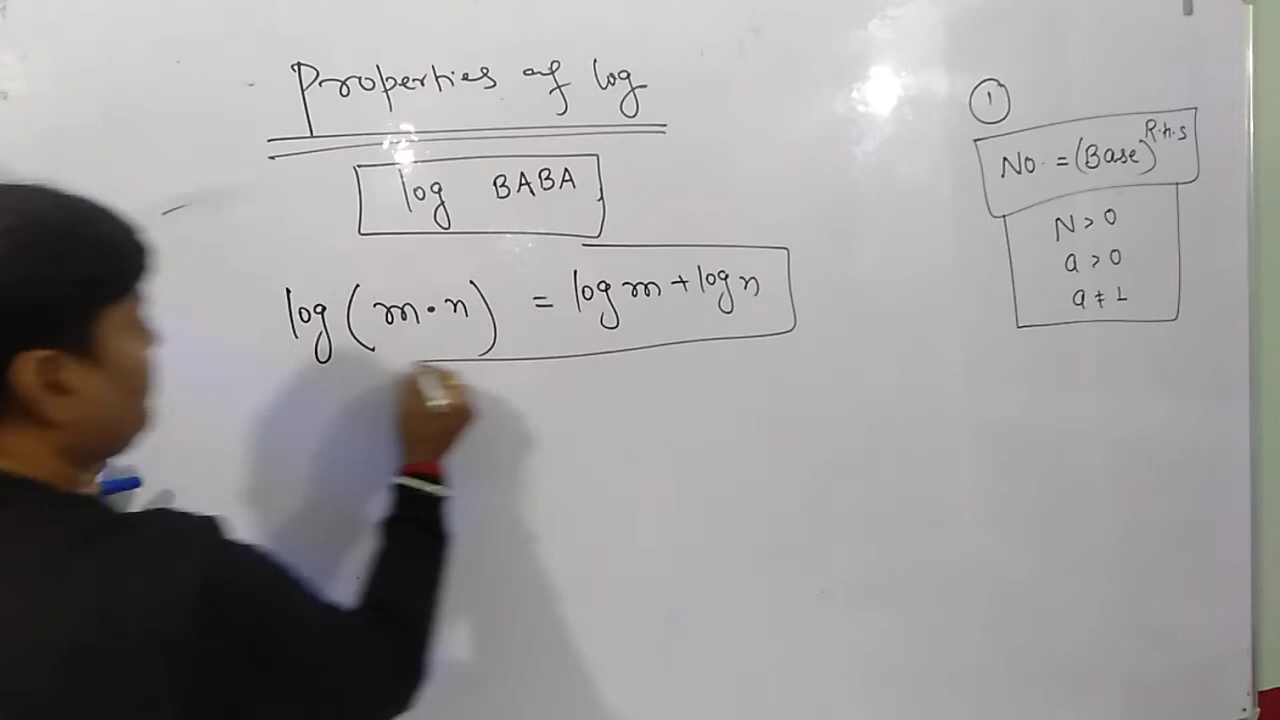 Properties of log
log BABA
log (m·n) = log m + log n
1
No. = (Base)^R.h.s
N > 0
a > 0
a ≠ 1